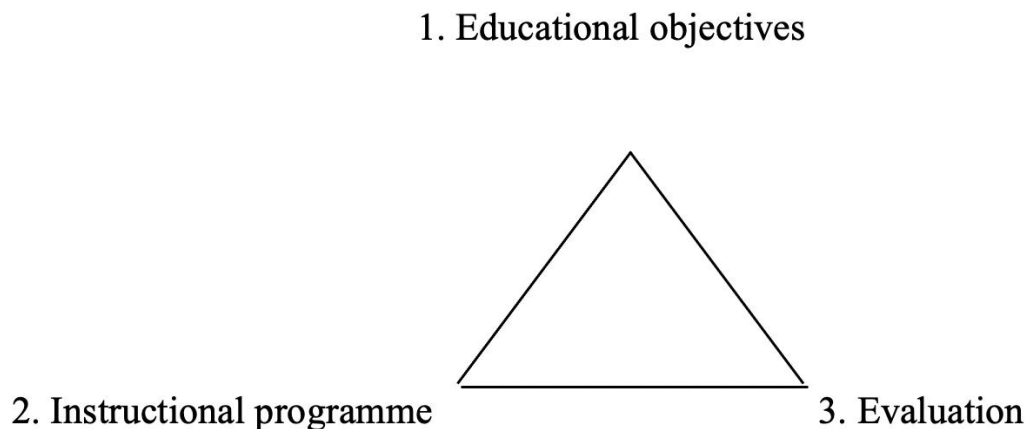 1. Educational objectives
2. Instructional programme
3. Evaluation